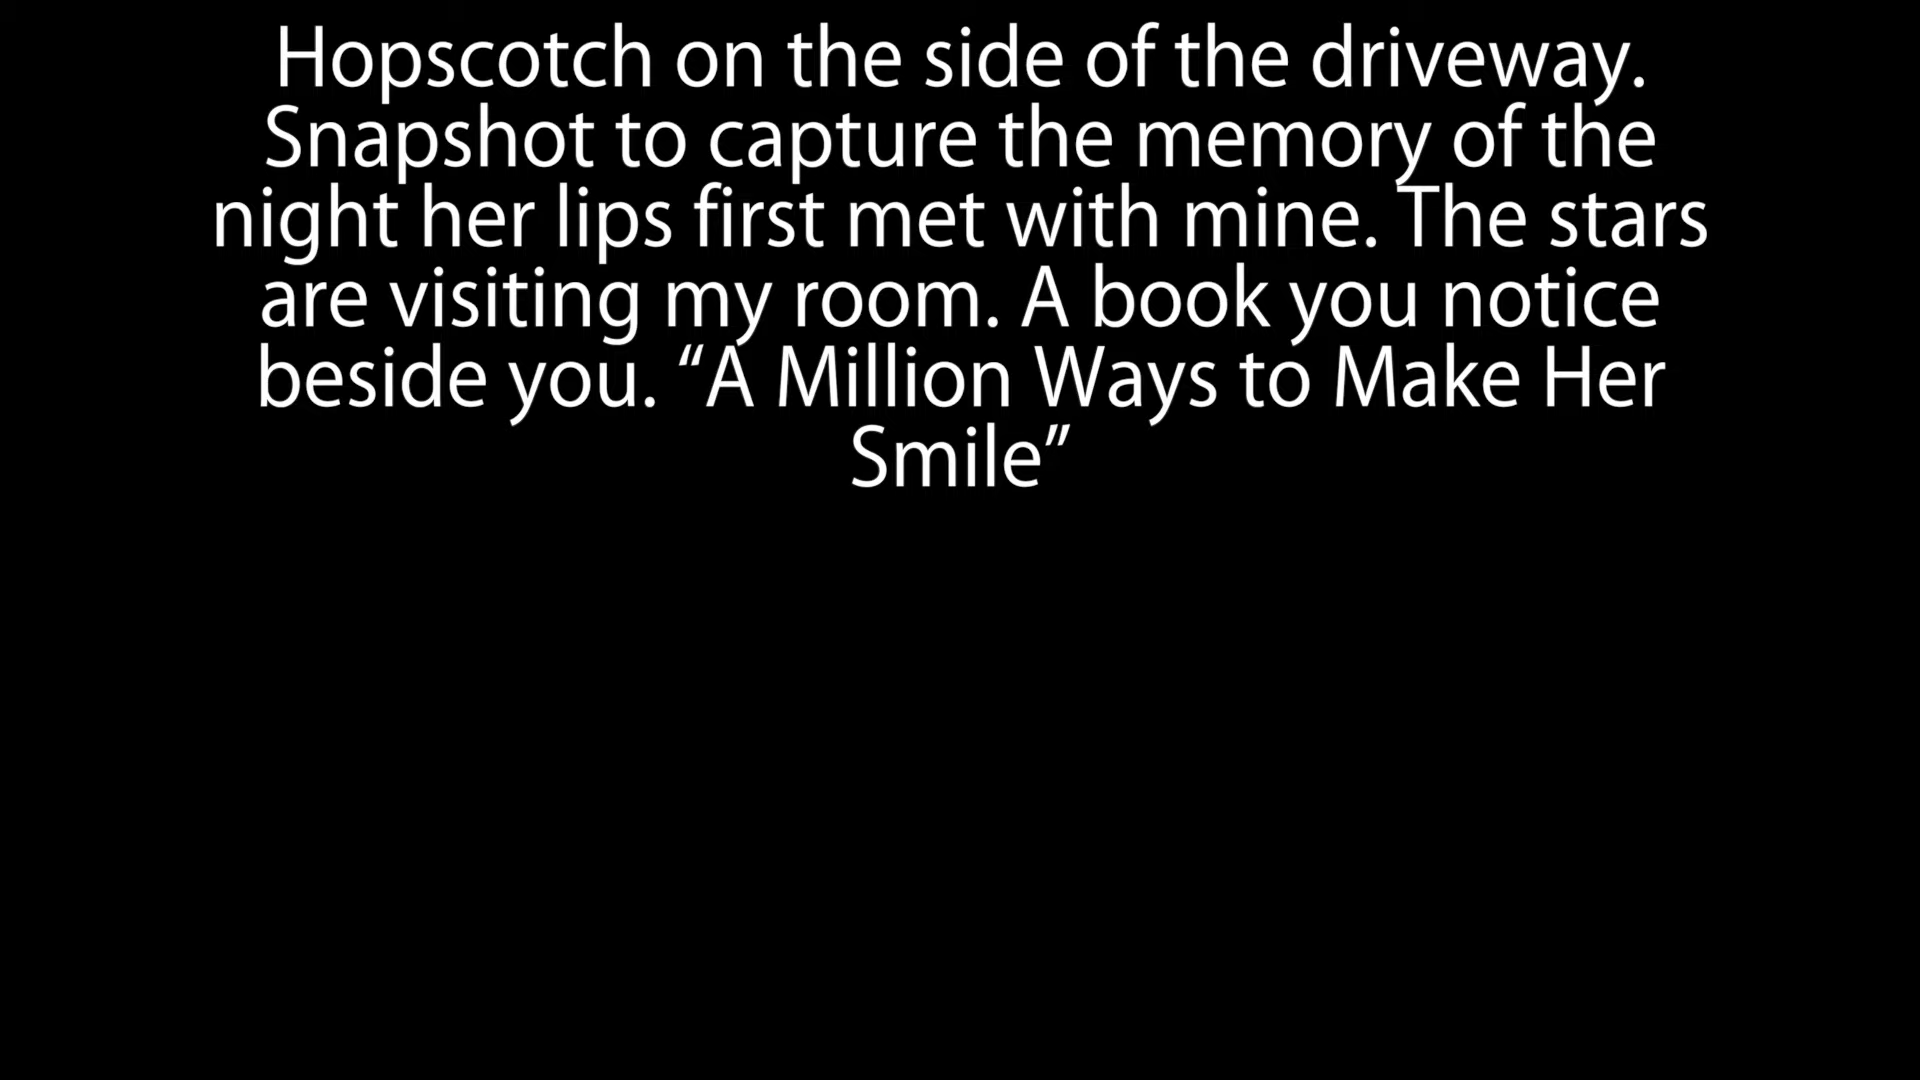 Hopscotch on the side of the driveway.
Snapshot to capture the memory of the
night her lips first met with mine. The stars
are visiting my room. A book you notice
beside you. “A Million Ways to Make Her
Smile”